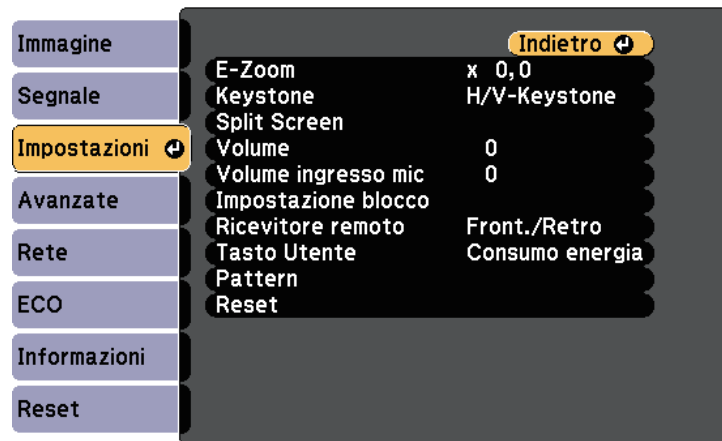 Immagine
Segnale
Impostazioni
Avanzate
Rete
ECO
Informazioni
Reset
Indietro
E-Zoom x 0,0
Keystone H/V-Keystone
Split Screen
Volume 0
Volume ingresso mic 0
Impostazione blocco
Ricevitore remoto Front./Retro
Tasto Utente Consumo energia
Pattern
Reset